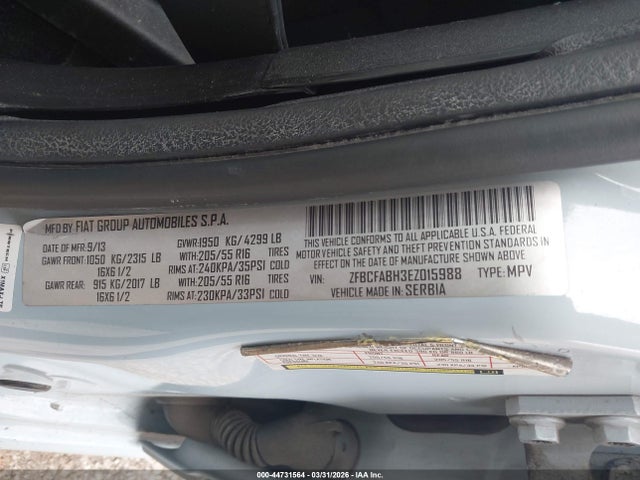 MFD BY FIAT GROUP AUTOMOBILES S.P.A.
DATE OF MFR 9/13 GVWR 1950 KG/4299 LB
GAWR FRONT:1050 KG/2315 LB WITH 205/55 R16 TIRES
16X6 1/2 RIMS AT:240KPA/35PSI COLD
GAWR REAR: 915 KG/2017 LB WITH 205/55 R16 TIRES
16X6 1/2 RIMS AT: 230KPA/33PSI COLD
THIS VEHICLE CONFORMS TO ALL APPLICABLE U.S.A. FEDERAL
MOTOR VEHICLE SAFETY, BUMPER AND THEFT PREVENTION STANDARDS
IN EFFECT ON THE DATE OF MANUFACTURE SHOWN ABOVE.
VIN: ZFBCFABH3EZ015988 TYPE: MPV
VEHICLE MADE IN: SERBIA
000-44731564 | 03/31/2026 | ©COPYRIGHT IAA, LLC